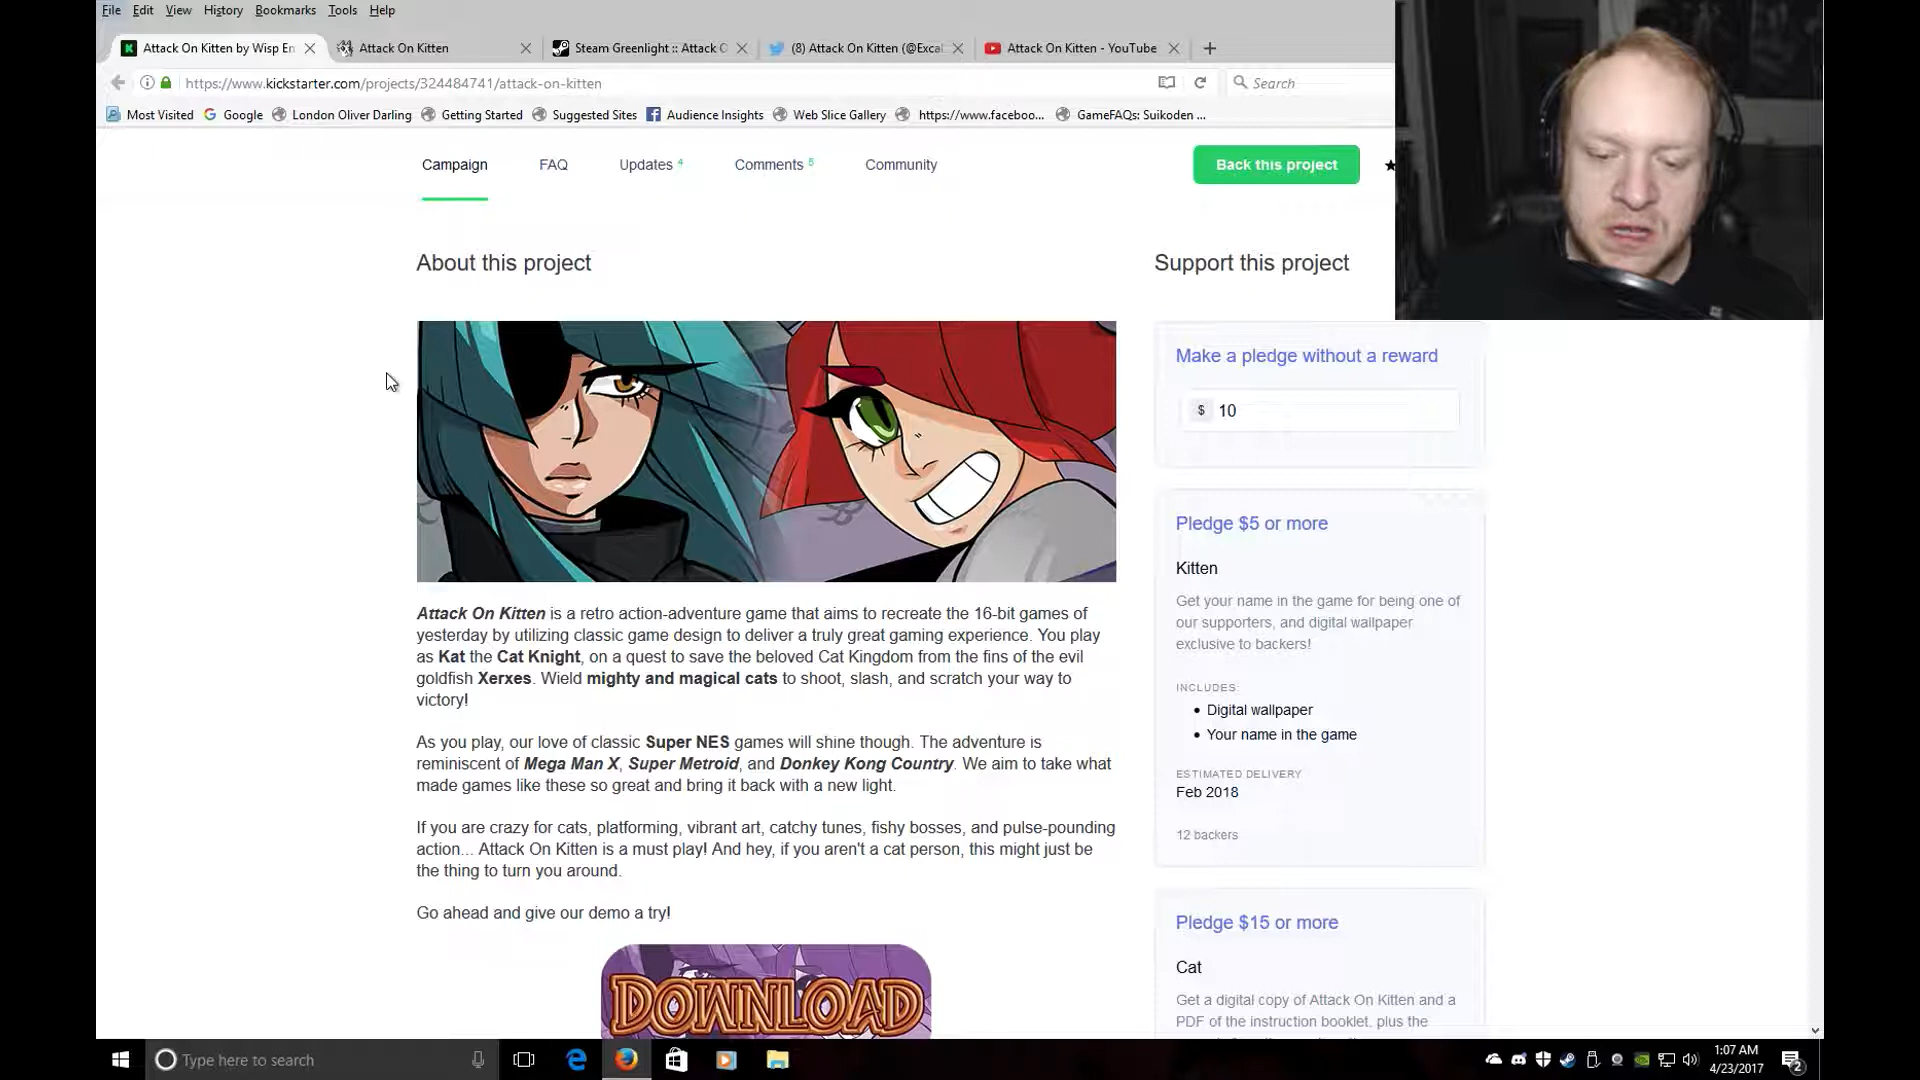 File Edit View History Bookmarks Tools Help
Attack On Kitten by Wisp En
Attack On Kitten
Steam Greenlight :: Attack O
(8) Attack On Kitten (@Excal
Attack On Kitten - YouTube
https://www.kickstarter.com/projects/324484741/attack-on-kitten
Search
Most Visited Google London Oliver Darling Getting Started Suggested Sites Audience Insights Web Slice Gallery https://www.faceboo... GameFAQs: Suikoden ...
Campaign FAQ Updates 4 Comments 5 Community
Back this project
About this project
Attack On Kitten is a retro action-adventure game that aims to recreate the 16-bit games of
yesterday by utilizing classic game design to deliver a truly great gaming experience. You play
as Kat the Cat Knight, on a quest to save the beloved Cat Kingdom from the fins of the evil
goldfish Xerxes. Wield mighty and magical cats to shoot, slash, and scratch your way to
victory!
As you play, our love of classic Super NES games will shine though. The adventure is
reminiscent of Mega Man X, Super Metroid, and Donkey Kong Country. We aim to take what
made games like these so great and bring it back with a new light.
If you are crazy for cats, platforming, vibrant art, catchy tunes, fishy bosses, and pulse-pounding
action... Attack On Kitten is a must play! And hey, if you aren't a cat person, this might just be
the thing to turn you around.
Go ahead and give our demo a try!
DOWNLOAD
Support this project
Make a pledge without a reward
$ 10
Pledge $5 or more
Kitten
Get your name in the game for being one of
our supporters, and digital wallpaper
exclusive to backers!
INCLUDES:
• Digital wallpaper
• Your name in the game
ESTIMATED DELIVERY
Feb 2018
12 backers
Pledge $15 or more
Cat
Get a digital copy of Attack On Kitten and a
PDF of the instruction booklet, plus the
Type here to search
1:07 AM
4/23/2017
2